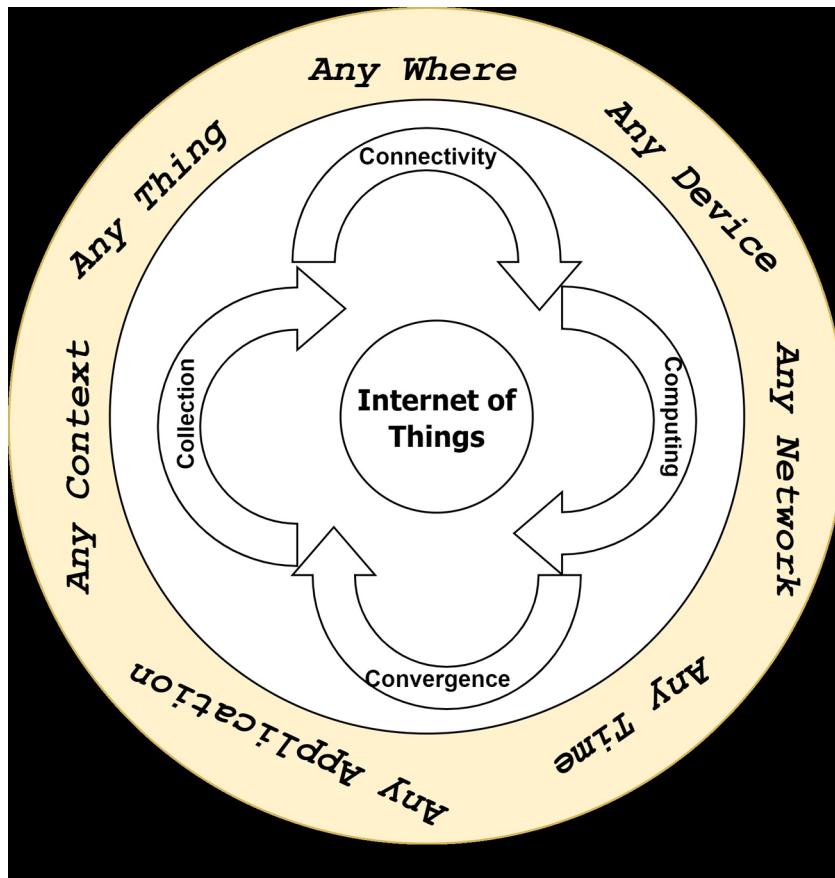 Any Where
Any Device
Any Network
Any Time
Any Application
Any Context
Any Thing
Connectivity
Computing
Convergence
Collection
Internet of
Things